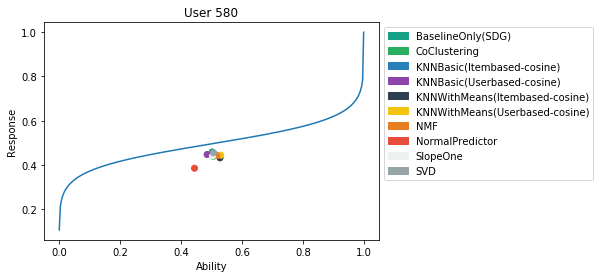 User 580
Response
1.0
0.8
0.6
0.4
0.2
0.0
0.2
0.4
0.6
0.8
1.0
Ability
BaselineOnly(SDG)
CoClustering
KNNBasic(Itembased-cosine)
KNNBasic(Userbased-cosine)
KNNWithMeans(Itembased-cosine)
KNNWithMeans(Userbased-cosine)
NMF
NormalPredictor
SlopeOne
SVD